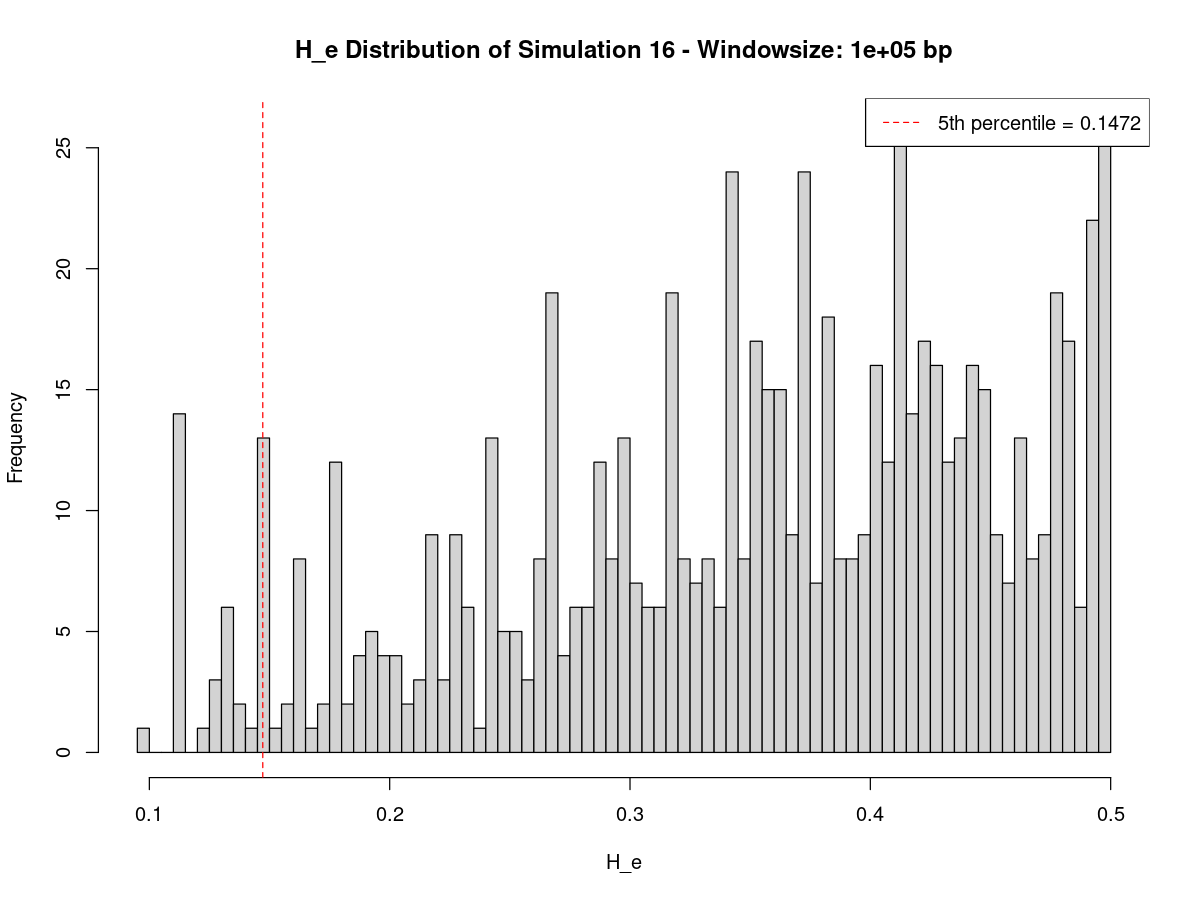 H_e Distribution of Simulation 16 - Windowsize: 1e+05 bp
5th percentile = 0.1472
Frequency
25
20
15
10
5
0
0.1 0.2 0.3 0.4 0.5
H_e